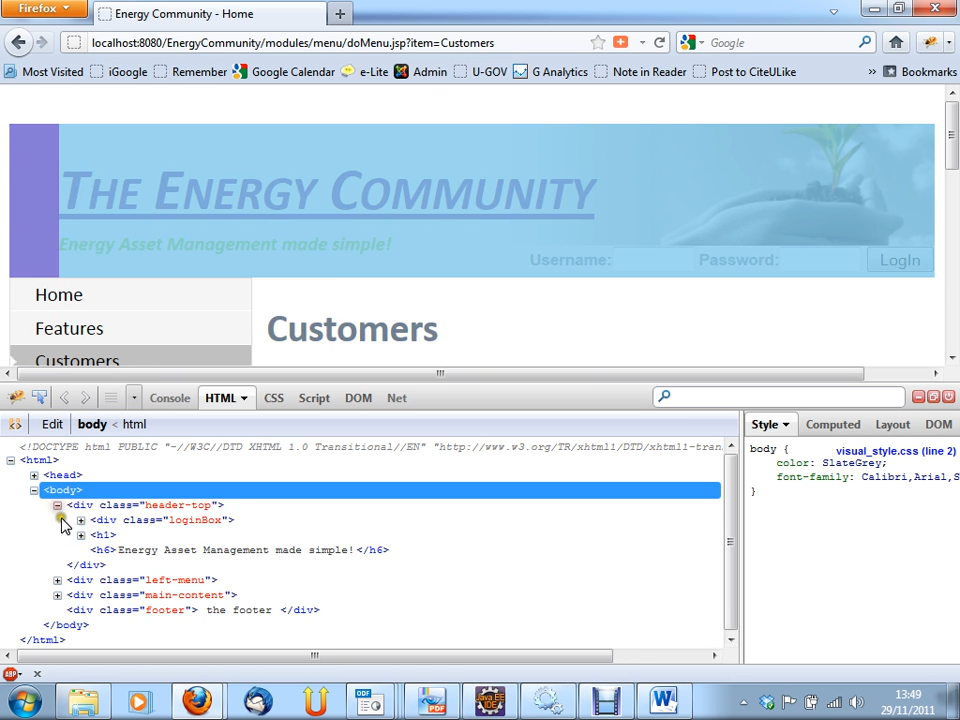 Firefox
Energy Community - Home
localhost:8080/EnergyCommunity/modules/menu/doMenu.jsp?item=Customers
Google
Most Visited iGoogle Remember Google Calendar e-Lite Admin U-GOV G Analytics Note in Reader Post to CiteULike » Bookmarks
THE ENERGY COMMUNITY
Energy Asset Management made simple!
Username: Password: LogIn
Home
Features
Customers
Customers
Console HTML CSS Script DOM Net
Edit body < html
Style Computed Layout DOM
<!DOCTYPE html PUBLIC "-//W3C//DTD XHTML 1.0 Transitional//EN" "http://www.w3.org/TR/xhtml1/DTD/xhtml1-tran
<html>
<head>
<body>
<div class="header-top">
<div class="loginBox">
<h1>
<h6>Energy Asset Management made simple!</h6>
</div>
<div class="left-menu">
<div class="main-content">
<div class="footer"> the footer </div>
</body>
</html>
body { visual_style.css (line 2)
color: SlateGrey;
font-family: Calibri,Arial,S
}
ABP
ODF
PDF
Java EE
IDE
13:49
29/11/2011